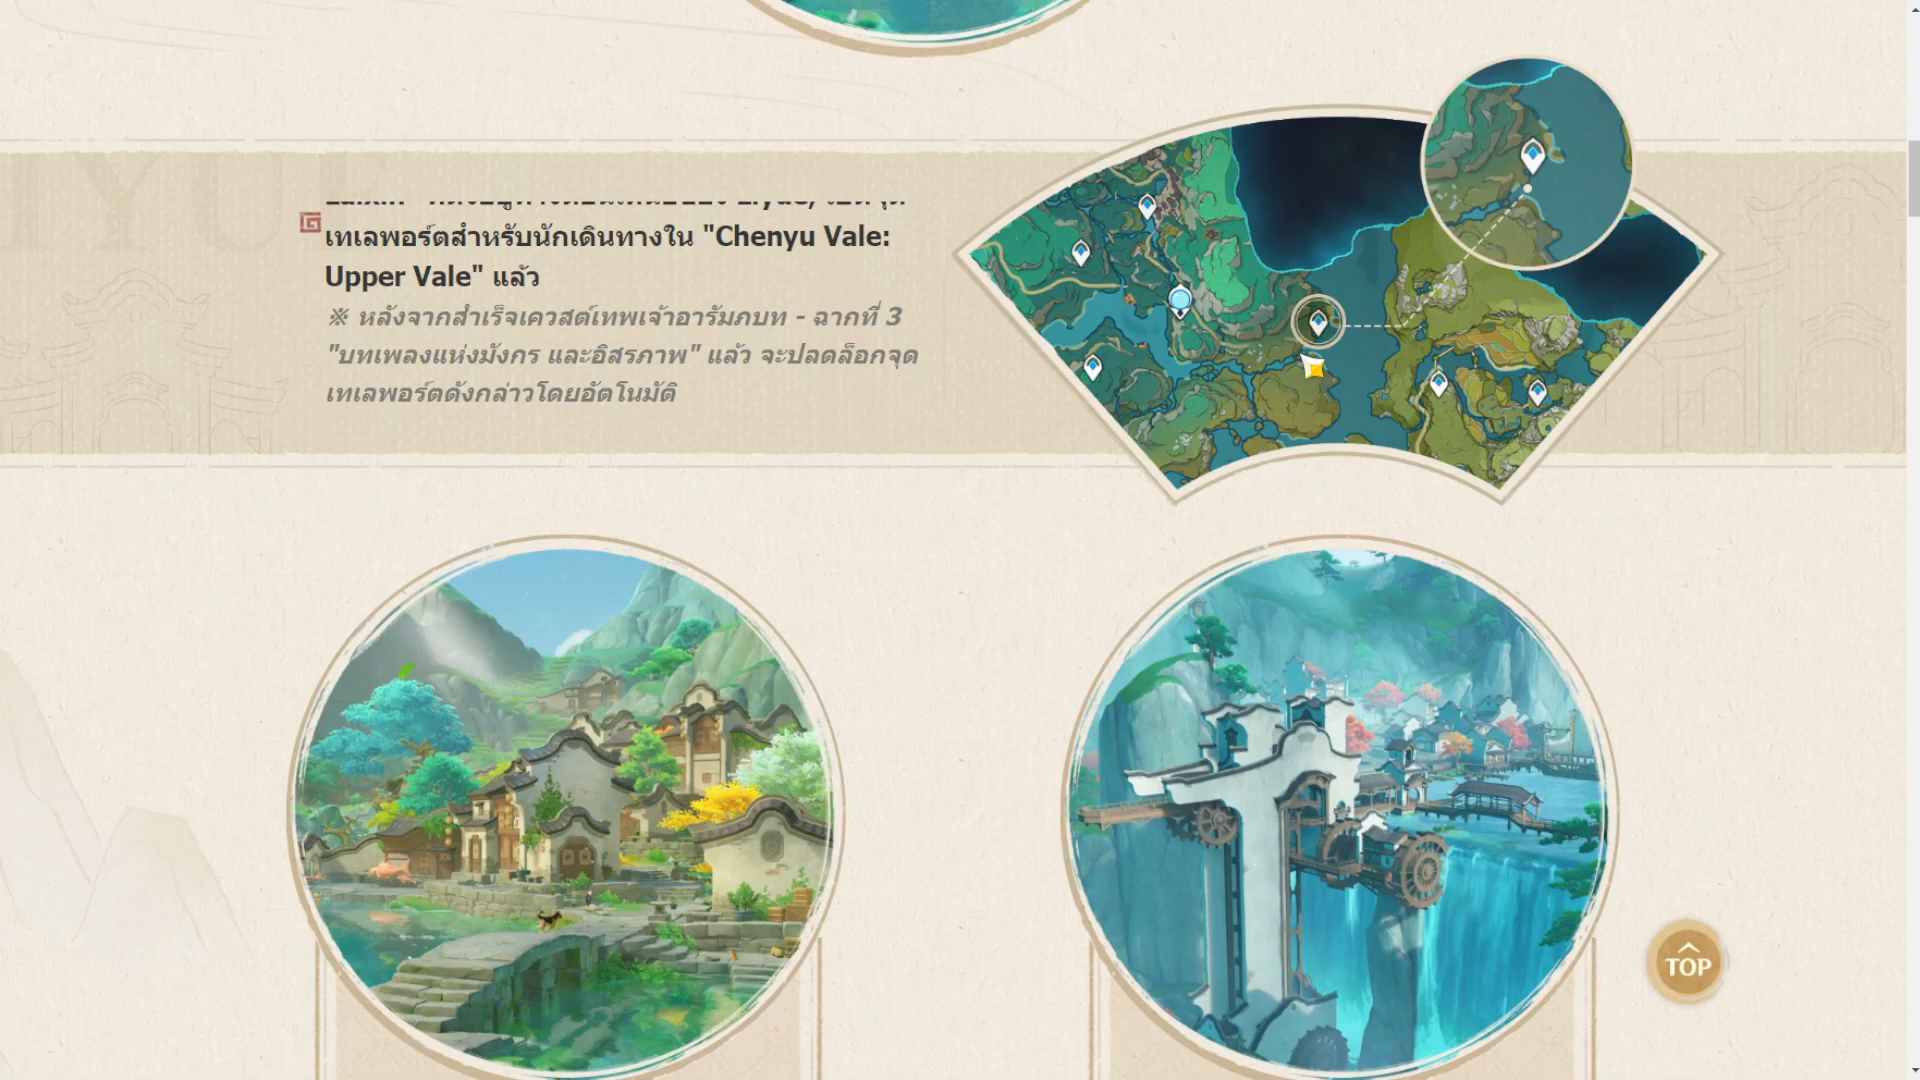 เทเลพอร์ตสำหรับนักเดินทางใน "Chenyu Vale:
Upper Vale" แล้ว
※ หลังจากสำเร็จเควสต์เทพเจ้าอารัมภบท - ฉากที่ 3
"บทเพลงแห่งมังกร และอิสรภาพ" แล้ว จะปลดล็อกจุด
เทเลพอร์ตดังกล่าวโดยอัตโนมัติ
TOP